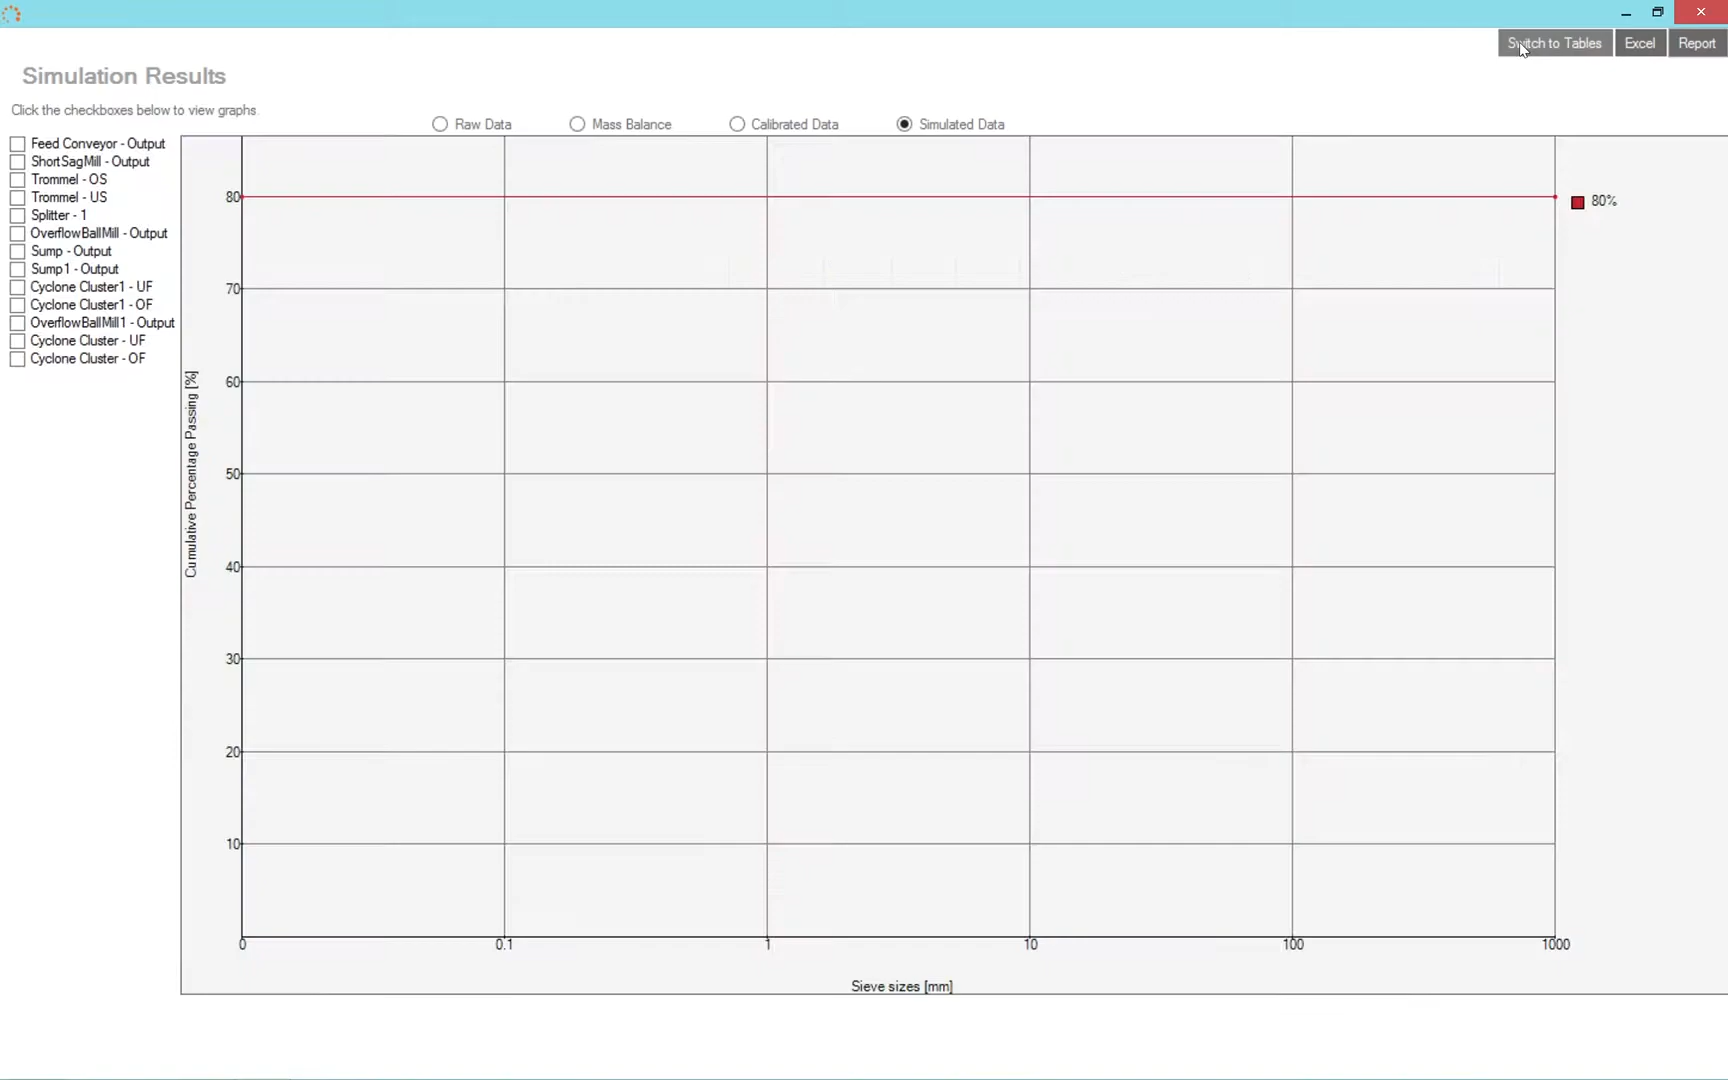 Switch to Tables Excel Report
Simulation Results
Click the checkboxes below to view graphs.
Raw Data Mass Balance Calibrated Data Simulated Data
Feed Conveyor - Output
ShortSagMill - Output
Trommel - OS
Trommel - US
Splitter - 1
OverflowBallMill - Output
Sump - Output
Sump1 - Output
Cyclone Cluster1 - UF
Cyclone Cluster1 - OF
OverflowBallMill1 - Output
Cyclone Cluster - UF
Cyclone Cluster - OF
Cumulative Percentage Passing [%]
80
70
60
50
40
30
20
10
0 0.1 1 10 100 1000
Sieve sizes [mm]
80%